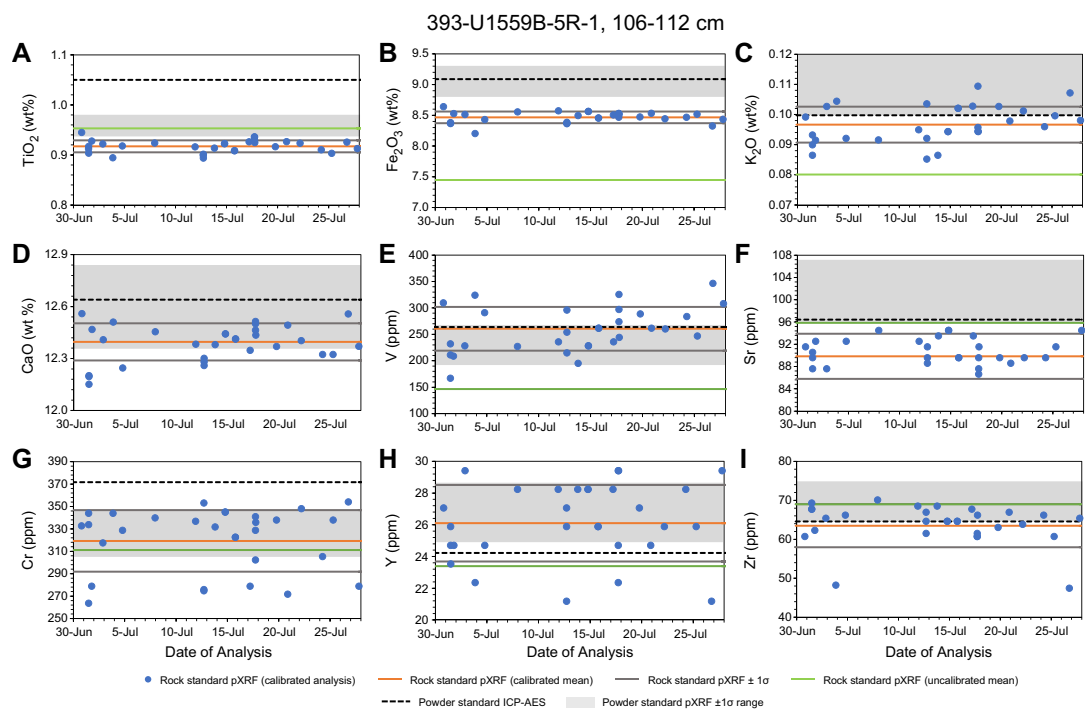 393-U1559B-5R-1, 106-112 cm
A
TiO2 (wt%)
1.1
1.0
0.9
0.8
30-Jun 5-Jul 10-Jul 15-Jul 20-Jul 25-Jul
B
Fe2O3 (wt%)
9.5
9.0
8.5
8.0
7.5
7.0
30-Jun 5-Jul 10-Jul 15-Jul 20-Jul 25-Jul
C
K2O (wt%)
0.12
0.11
0.10
0.09
0.08
0.07
30-Jun 5-Jul 10-Jul 15-Jul 20-Jul 25-Jul
D
CaO (wt %)
12.9
12.6
12.3
12.0
30-Jun 5-Jul 10-Jul 15-Jul 20-Jul 25-Jul
E
V (ppm)
400
350
300
250
200
150
100
30-Jun 5-Jul 10-Jul 15-Jul 20-Jul 25-Jul
F
Sr (ppm)
108
104
100
96
92
88
84
80
30-Jun 5-Jul 10-Jul 15-Jul 20-Jul 25-Jul
G
Cr (ppm)
390
370
350
330
310
290
270
250
30-Jun 5-Jul 10-Jul 15-Jul 20-Jul 25-Jul
Date of Analysis
H
Y (ppm)
30
28
26
24
22
20
30-Jun 5-Jul 10-Jul 15-Jul 20-Jul 25-Jul
Date of Analysis
I
Zr (ppm)
80
70
60
50
40
30-Jun 5-Jul 10-Jul 15-Jul 20-Jul 25-Jul
Date of Analysis
Rock standard pXRF (calibrated analysis) Rock standard pXRF (calibrated mean) Rock standard pXRF ± 1σ Rock standard pXRF (uncalibrated mean)
Powder standard ICP-AES Powder standard pXRF ±1σ range